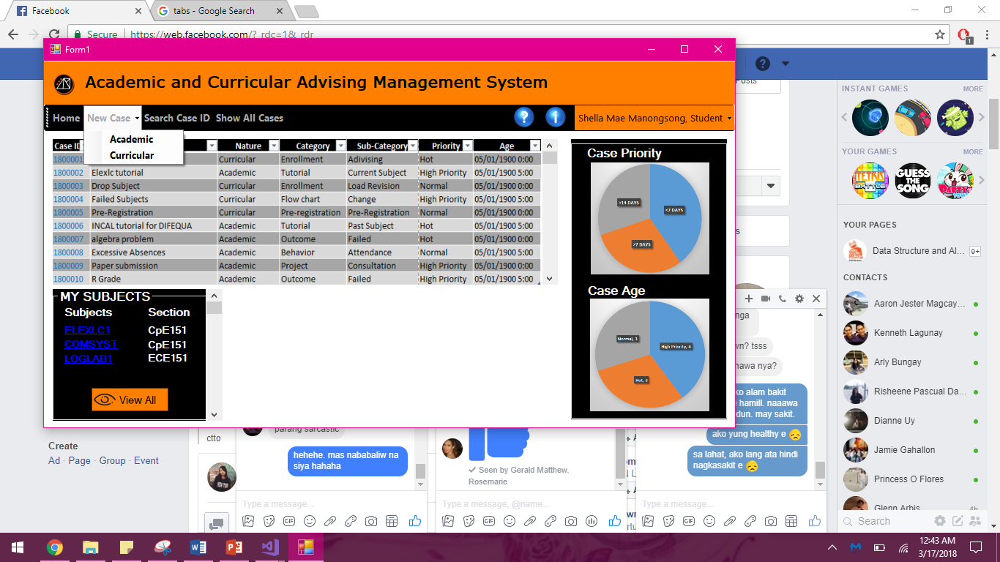 Facebook
tabs - Google Search
Secure
https://web.facebook.com/?_rdc=1&_rdr
1
Form1
Academic and Curricular Advising Management System
Home
New Case
Search Case ID
Show All Cases
Shella Mae Manongsong, Student
Academic
Curricular
Case ID Nature Category Sub-Category Priority Age
1800001 Curricular Enrollment Adivising Hot 05/01/1900 0:00
1800002 Elexlc tutorial Academic Tutorial Current Subject High Priority 05/01/1900 5:00
1800003 Drop Subject Curricular Enrollment Load Revision Normal 05/01/1900 0:00
1800004 Failed Subjects Curricular Flow chart Change High Priority 05/01/1900 5:00
1800005 Pre-Registration Curricular Pre-registration Pre-Registration Normal 05/01/1900 0:00
1800006 INCAL tutorial for DIFEQUA Academic Tutorial Past Subject Hot 05/01/1900 5:00
1800007 algebra problem Academic Outcome Failed Hot 05/01/1900 0:00
1800008 Excessive Absences Academic Behavior Attendance Normal 05/01/1900 5:00
1800009 Paper submission Academic Project Consultation High Priority 05/01/1900 0:00
1800010 R Grade Academic Outcome Failed High Priority 05/01/1900 5:00
Case Priority
>14 DAYS
<7 DAYS
>7 DAYS
Case Age
Normal, 3
High Priority, 4
Hot, 3
MY SUBJECTS
Subjects Section
ELEXLC1 CpE151
COMSYST CpE151
LOGLAB1 ECE151
View All
Posts
INSTANT GAMES MORE
YOUR GAMES MORE
TETRIS
BATTLE
GUESS
THE
SONG
PARTY
YOUR PAGES
Data Structure and Al... 9+
CONTACTS
Aaron Jester Magcay...
Kenneth Lagunay
Arly Bungay
Risheene Pascual Da...
Dianne Uy
Jamie Gahallon
Princess O Flores
Glenn Arbis 4h
Search
Create
Ad · Page · Group · Event
ctto
parang sarcastic
hehehe. mas nababaliw na
siya hahaha
Type a message...
GIF
Seen by Gerald Matthew,
Rosemarie
Type a message, @name...
GIF
nga
wn? tsss
nawa nya?
ko alam bakit
hamill. naaawa
dun. may sakit.
ako yung healthy e
sa lahat, ako lang ata hindi
nagkasakit e
Type a message...
GIF
12:43 AM
3/17/2018